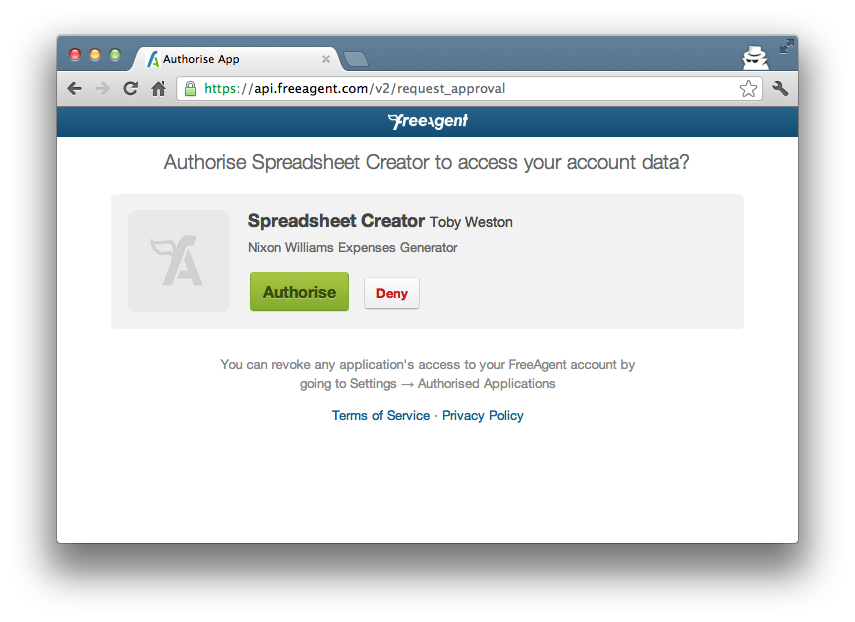 Authorise App
https://api.freeagent.com/v2/request_approval
freeAgent
Authorise Spreadsheet Creator to access your account data?
Spreadsheet Creator Toby Weston
Nixon Williams Expenses Generator
Authorise Deny
You can revoke any application's access to your FreeAgent account by
going to Settings → Authorised Applications
Terms of Service · Privacy Policy